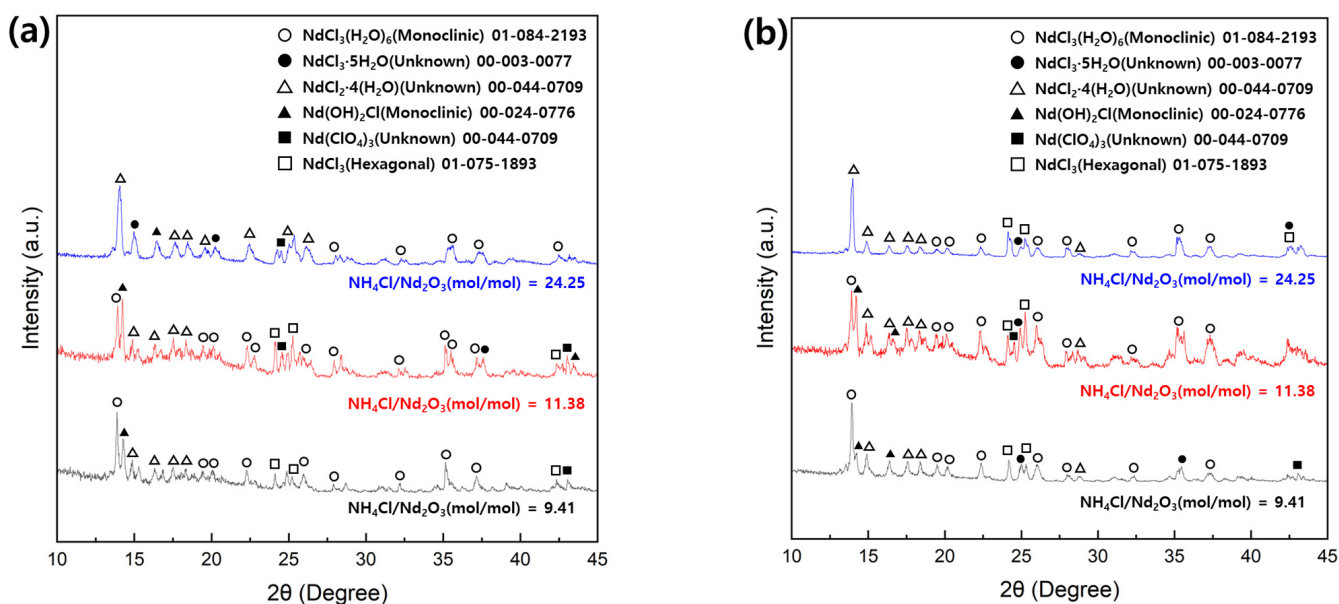 (a)
○ NdCl₃(H₂O)₆(Monoclinic) 01-084-2193
● NdCl₃·5H₂O(Unknown) 00-003-0077
△ NdCl₂·4(H₂O)(Unknown) 00-044-0709
▲ Nd(OH)₂Cl(Monoclinic) 00-024-0776
■ Nd(ClO₄)₃(Unknown) 00-044-0709
□ NdCl₃(Hexagonal) 01-075-1893
Intensity (a.u.)
NH₄Cl/Nd₂O₃(mol/mol) = 24.25
NH₄Cl/Nd₂O₃(mol/mol) = 11.38
NH₄Cl/Nd₂O₃(mol/mol) = 9.41
10 15 20 25 30 35 40 45
2θ (Degree)
(b)
○ NdCl₃(H₂O)₆(Monoclinic) 01-084-2193
● NdCl₃·5H₂O(Unknown) 00-003-0077
△ NdCl₂·4(H₂O)(Unknown) 00-044-0709
▲ Nd(OH)₂Cl(Monoclinic) 00-024-0776
■ Nd(ClO₄)₃(Unknown) 00-044-0709
□ NdCl₃(Hexagonal) 01-075-1893
Intensity (a.u.)
NH₄Cl/Nd₂O₃(mol/mol) = 24.25
NH₄Cl/Nd₂O₃(mol/mol) = 11.38
NH₄Cl/Nd₂O₃(mol/mol) = 9.41
10 15 20 25 30 35 40 45
2θ (Degree)